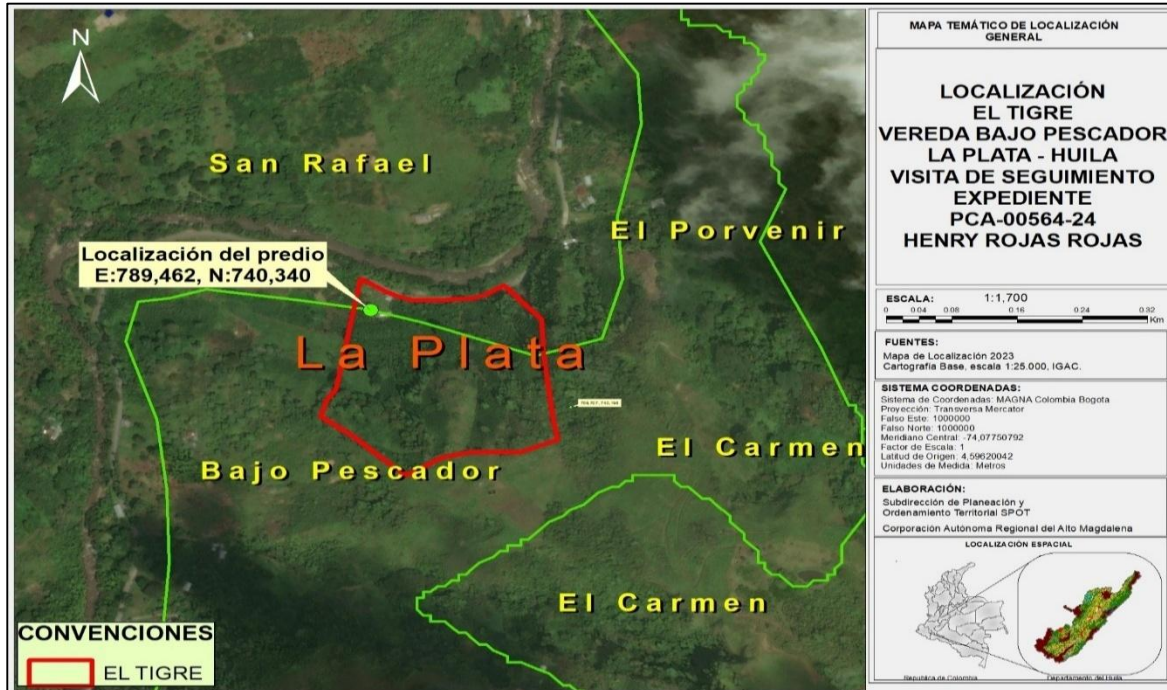 N
San Rafael
El Porvenir
Localización del predio
E:789,462, N:740,340
La Plata
Bajo Pescador
El Carmen
El Carmen
CONVENCIONES
EL TIGRE
MAPA TEMÁTICO DE LOCALIZACIÓN
GENERAL
LOCALIZACIÓN
EL TIGRE
VEREDA BAJO PESCADOR
LA PLATA - HUILA
VISITA DE SEGUIMIENTO
EXPEDIENTE
PCA-00564-24
HENRY ROJAS ROJAS
ESCALA: 1:1,700
0 0.04 0.08 0.16 0.24 0.32
Km
FUENTES:
Mapa de Localización 2023
Cartografía Base, escala 1:25.000, IGAC.
SISTEMA COORDENADAS:
Sistema de Coordenadas: MAGNA Colombia Bogota
Proyección: Transversa Mercator
Falso Este: 1000000
Falso Norte: 1000000
Meridiano Central: -74,07750792
Factor de Escala: 1
Latitud de Origen: 4,59620042
Unidades de Medida: Metros
ELABORACIÓN:
Subdirección de Planeación y
Ordenamiento Territorial SPOT
Corporación Autónoma Regional del Alto Magdalena
LOCALIZACIÓN ESPACIAL
República de Colombia
Departamento del Huila